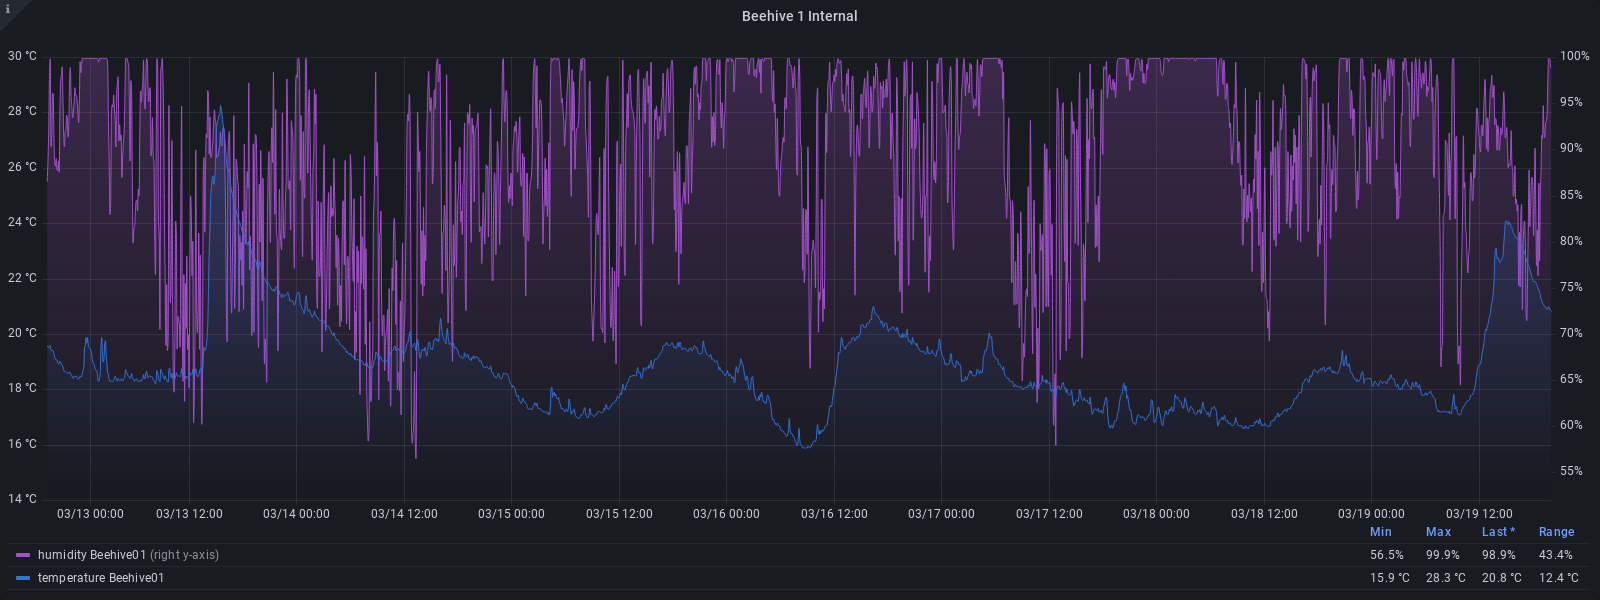 i
Beehive 1 Internal
30 °C 100%
28 °C 95%
26 °C 90%
24 °C 85%
22 °C 80%
20 °C 75%
18 °C 70%
16 °C 65%
14 °C 60%
55%
03/13 00:00 03/13 12:00 03/14 00:00 03/14 12:00 03/15 00:00 03/15 12:00 03/16 00:00 03/16 12:00 03/17 00:00 03/17 12:00 03/18 00:00 03/18 12:00 03/19 00:00 03/19 12:00
Min Max Last * Range
humidity Beehive01 (right y-axis) 56.5% 99.9% 98.9% 43.4%
temperature Beehive01 15.9 °C 28.3 °C 20.8 °C 12.4 °C